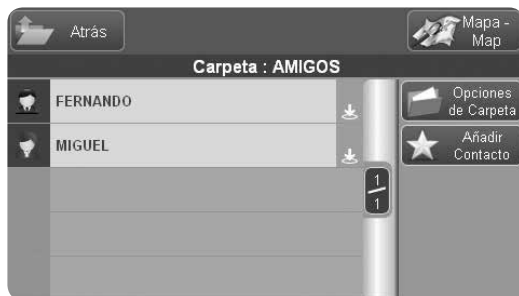 Atrás
Mapa -
Map
Carpeta : AMIGOS
FERNANDO
Opciones
de Carpeta
MIGUEL
Añadir
Contacto
1
1